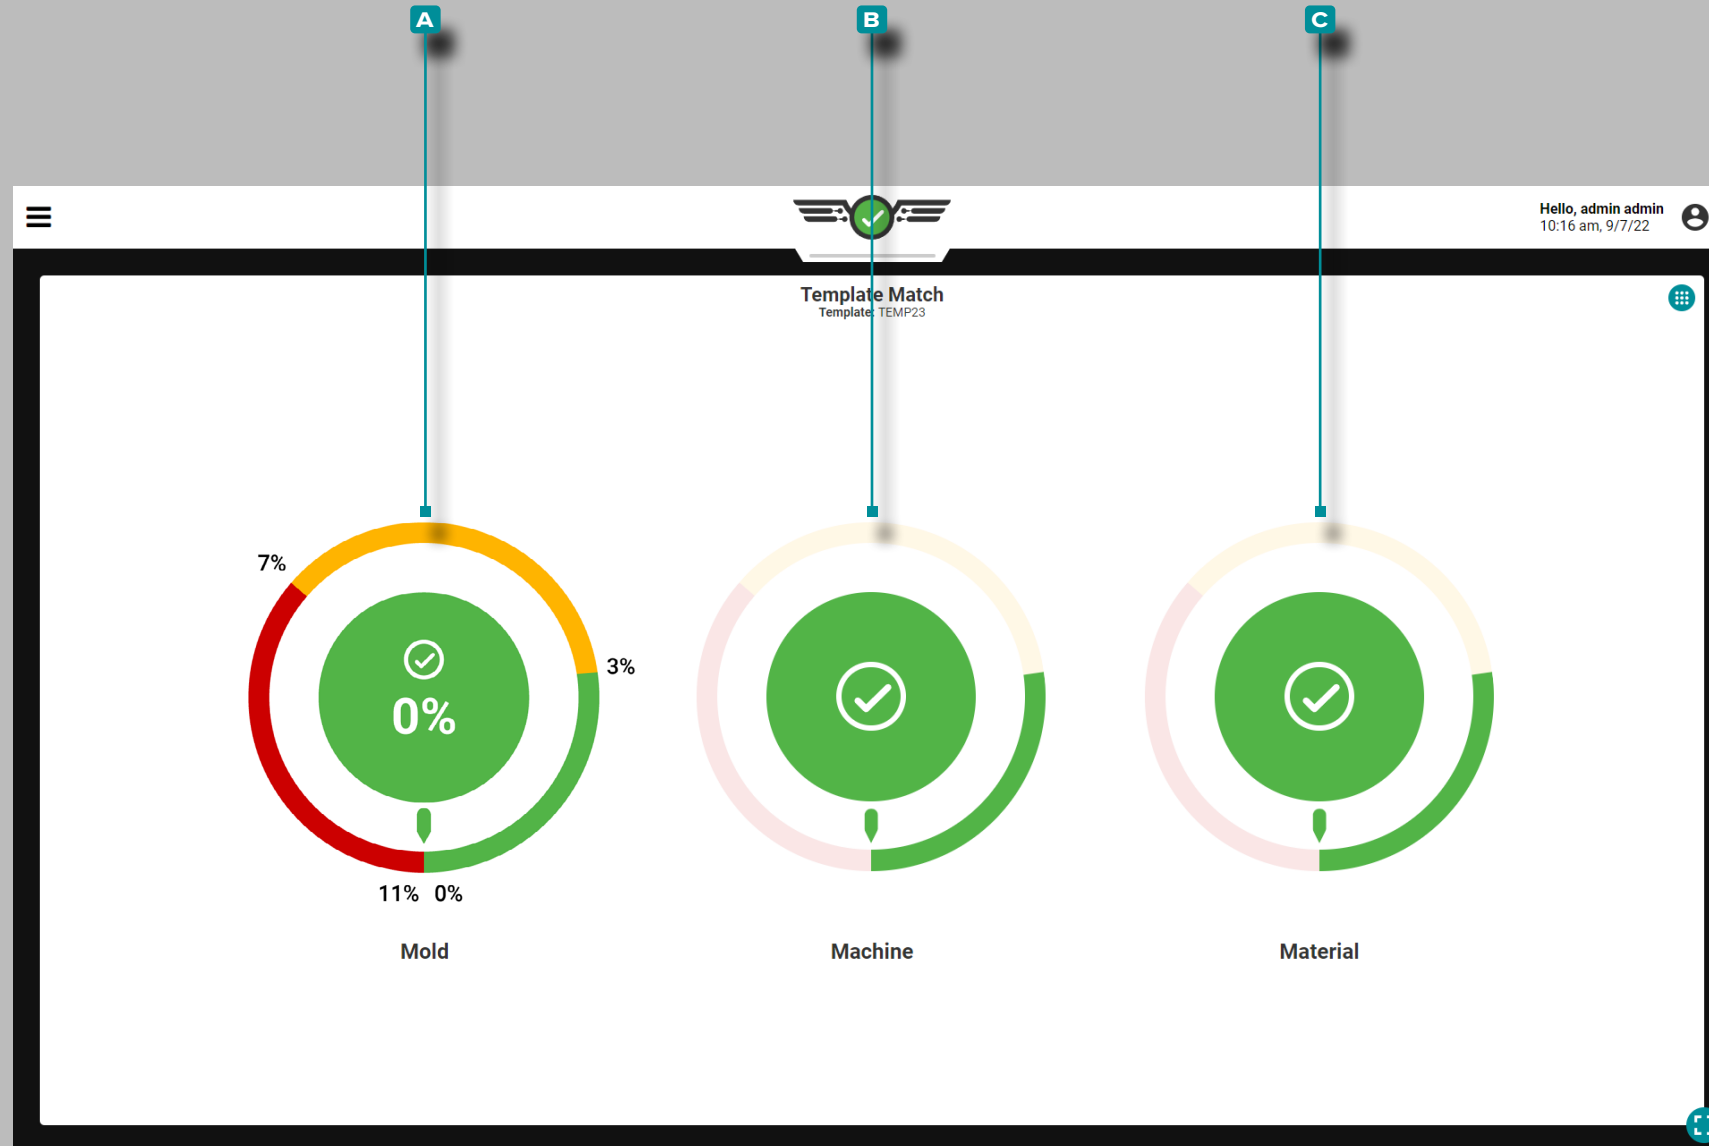 A
B
C
Hello, admin admin
10:16 am, 9/7/22
Template Match
Template: TEMP23
7%
3%
0%
11% 0%
Mold
Machine
Material